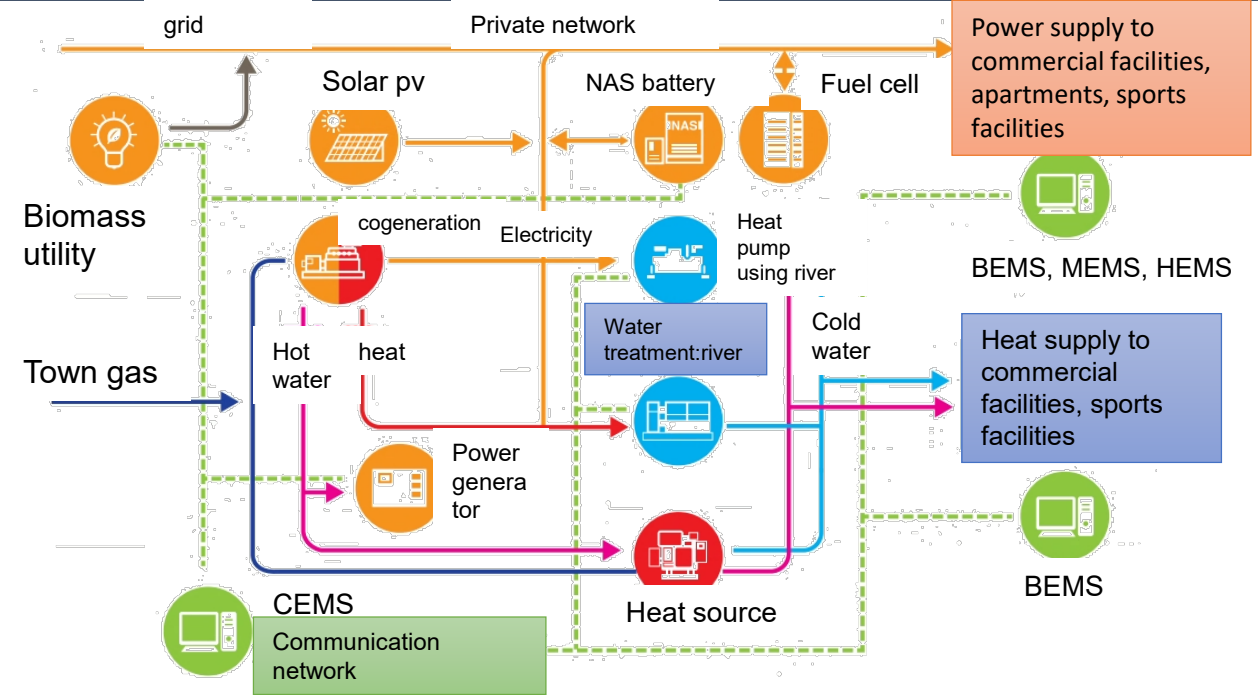 grid
Private network
Power supply to
commercial facilities,
apartments, sports
facilities
Solar pv
NAS battery
Fuel cell
NAS
Biomass
utility
cogeneration
Electricity
Heat
pump
using river
BEMS, MEMS, HEMS
Water
treatment:river
Cold
water
Heat supply to
commercial
facilities, sports
facilities
Town gas
Hot
water
heat
Power
genera
tor
BEMS
CEMS
Heat source
Communication
network